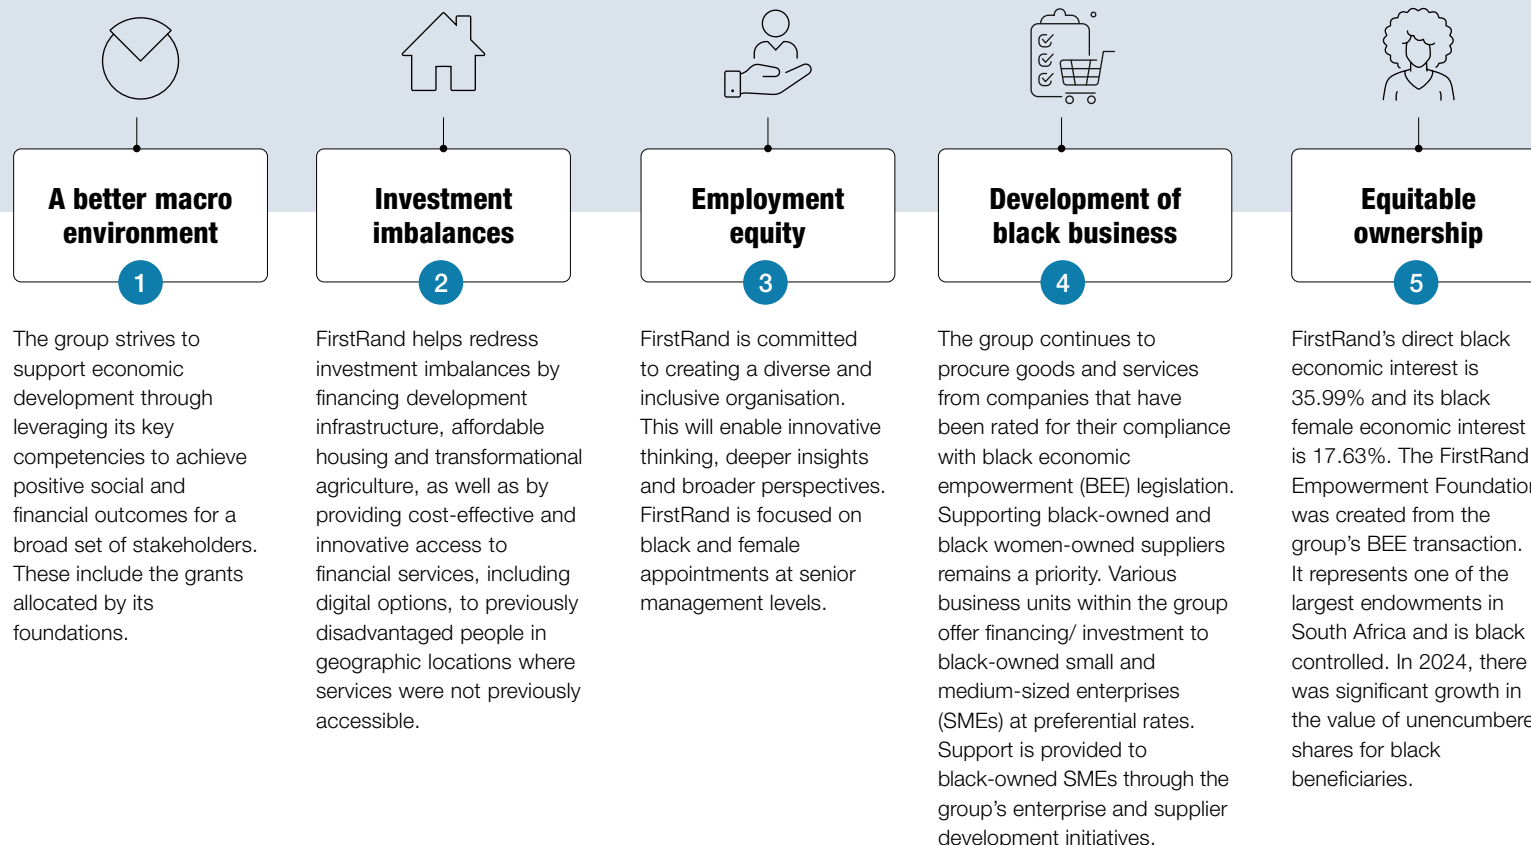 A better macro
environment
1
The group strives to
support economic
development through
leveraging its key
competencies to achieve
positive social and
financial outcomes for a
broad set of stakeholders.
These include the grants
allocated by its
foundations.
Investment
imbalances
2
FirstRand helps redress
investment imbalances by
financing development
infrastructure, affordable
housing and transformational
agriculture, as well as by
providing cost-effective and
innovative access to
financial services, including
digital options, to previously
disadvantaged people in
geographic locations where
services were not previously
accessible.
Employment
equity
3
FirstRand is committed
to creating a diverse and
inclusive organisation.
This will enable innovative
thinking, deeper insights
and broader perspectives.
FirstRand is focused on
black and female
appointments at senior
management levels.
Development of
black business
4
The group continues to
procure goods and services
from companies that have
been rated for their compliance
with black economic
empowerment (BEE) legislation.
Supporting black-owned and
black women-owned suppliers
remains a priority. Various
business units within the group
offer financing/ investment to
black-owned small and
medium-sized enterprises
(SMEs) at preferential rates.
Support is provided to
black-owned SMEs through the
group's enterprise and supplier
development initiatives.
Equitable
ownership
5
FirstRand's direct black
economic interest is
35.99% and its black
female economic interest
is 17.63%. The FirstRand
Empowerment Foundation
was created from the
group's BEE transaction.
It represents one of the
largest endowments in
South Africa and is black
controlled. In 2024, there
was significant growth in
the value of unencumbere
shares for black
beneficiaries.